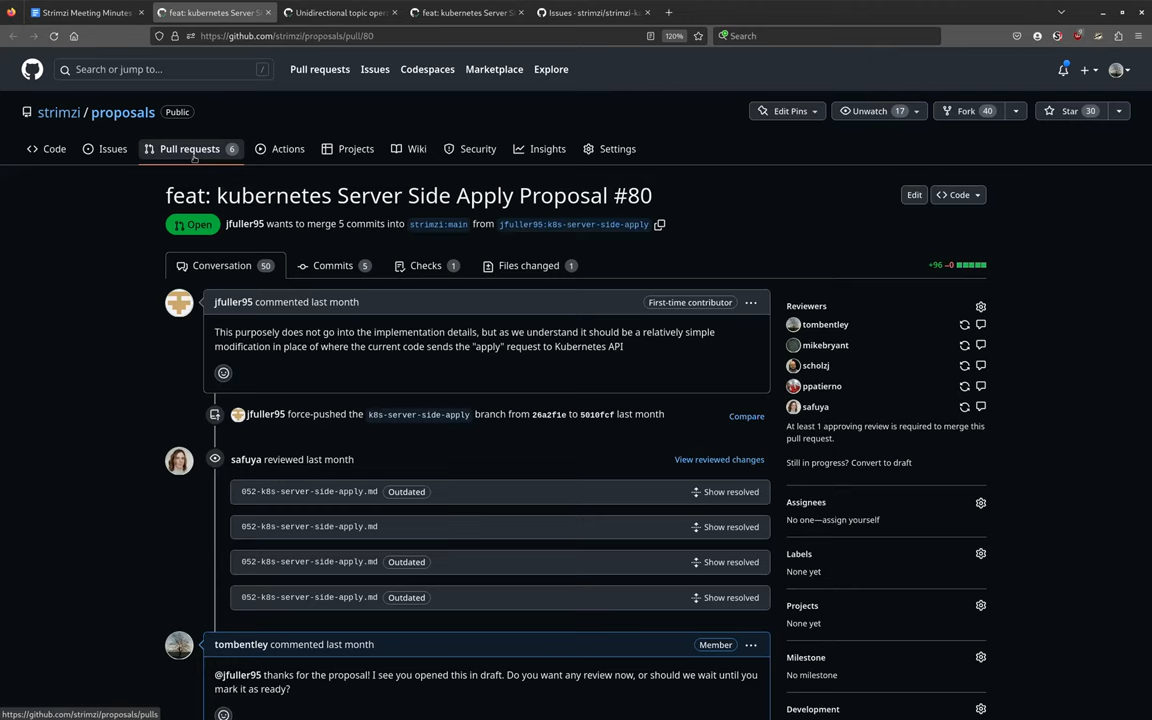 Strimzi Meeting Minutes
feat: kubernetes Server S
Unidirectional topic oper
feat: kubernetes Server S
Issues · strimzi/strimzi-k
https://github.com/strimzi/proposals/pull/80
120%
Search
Search or jump to...
/
Pull requests
Issues
Codespaces
Marketplace
Explore
strimzi / proposals
Public
Edit Pins
Unwatch 17
Fork 40
Star 30
Code
Issues
Pull requests 6
Actions
Projects
Wiki
Security
Insights
Settings
feat: kubernetes Server Side Apply Proposal #80
Edit
Code
Open
jfuller95 wants to merge 5 commits into strimzi:main from jfuller95:k8s-server-side-apply
Conversation 50
Commits 5
Checks 1
Files changed 1
+96 −0
jfuller95 commented last month
First-time contributor
This purposely does not go into the implementation details, but as we understand it should be a relatively simple
modification in place of where the current code sends the "apply" request to Kubernetes API
jfuller95 force-pushed the k8s-server-side-apply branch from 26a2f1e to 5010fcf last month
Compare
safuya reviewed last month
View reviewed changes
052-k8s-server-side-apply.md Outdated Show resolved
052-k8s-server-side-apply.md Show resolved
052-k8s-server-side-apply.md Outdated Show resolved
052-k8s-server-side-apply.md Outdated Show resolved
tombentley commented last month
Member
@jfuller95 thanks for the proposal! I see you opened this in draft. Do you want any review now, or should we wait until you
mark it as ready?
Reviewers
tombentley
mikebryant
scholzj
ppatierno
safuya
At least 1 approving review is required to merge this
pull request.
Still in progress? Convert to draft
Assignees
No one—assign yourself
Labels
None yet
Projects
None yet
Milestone
No milestone
Development
https://github.com/strimzi/proposals/pulls